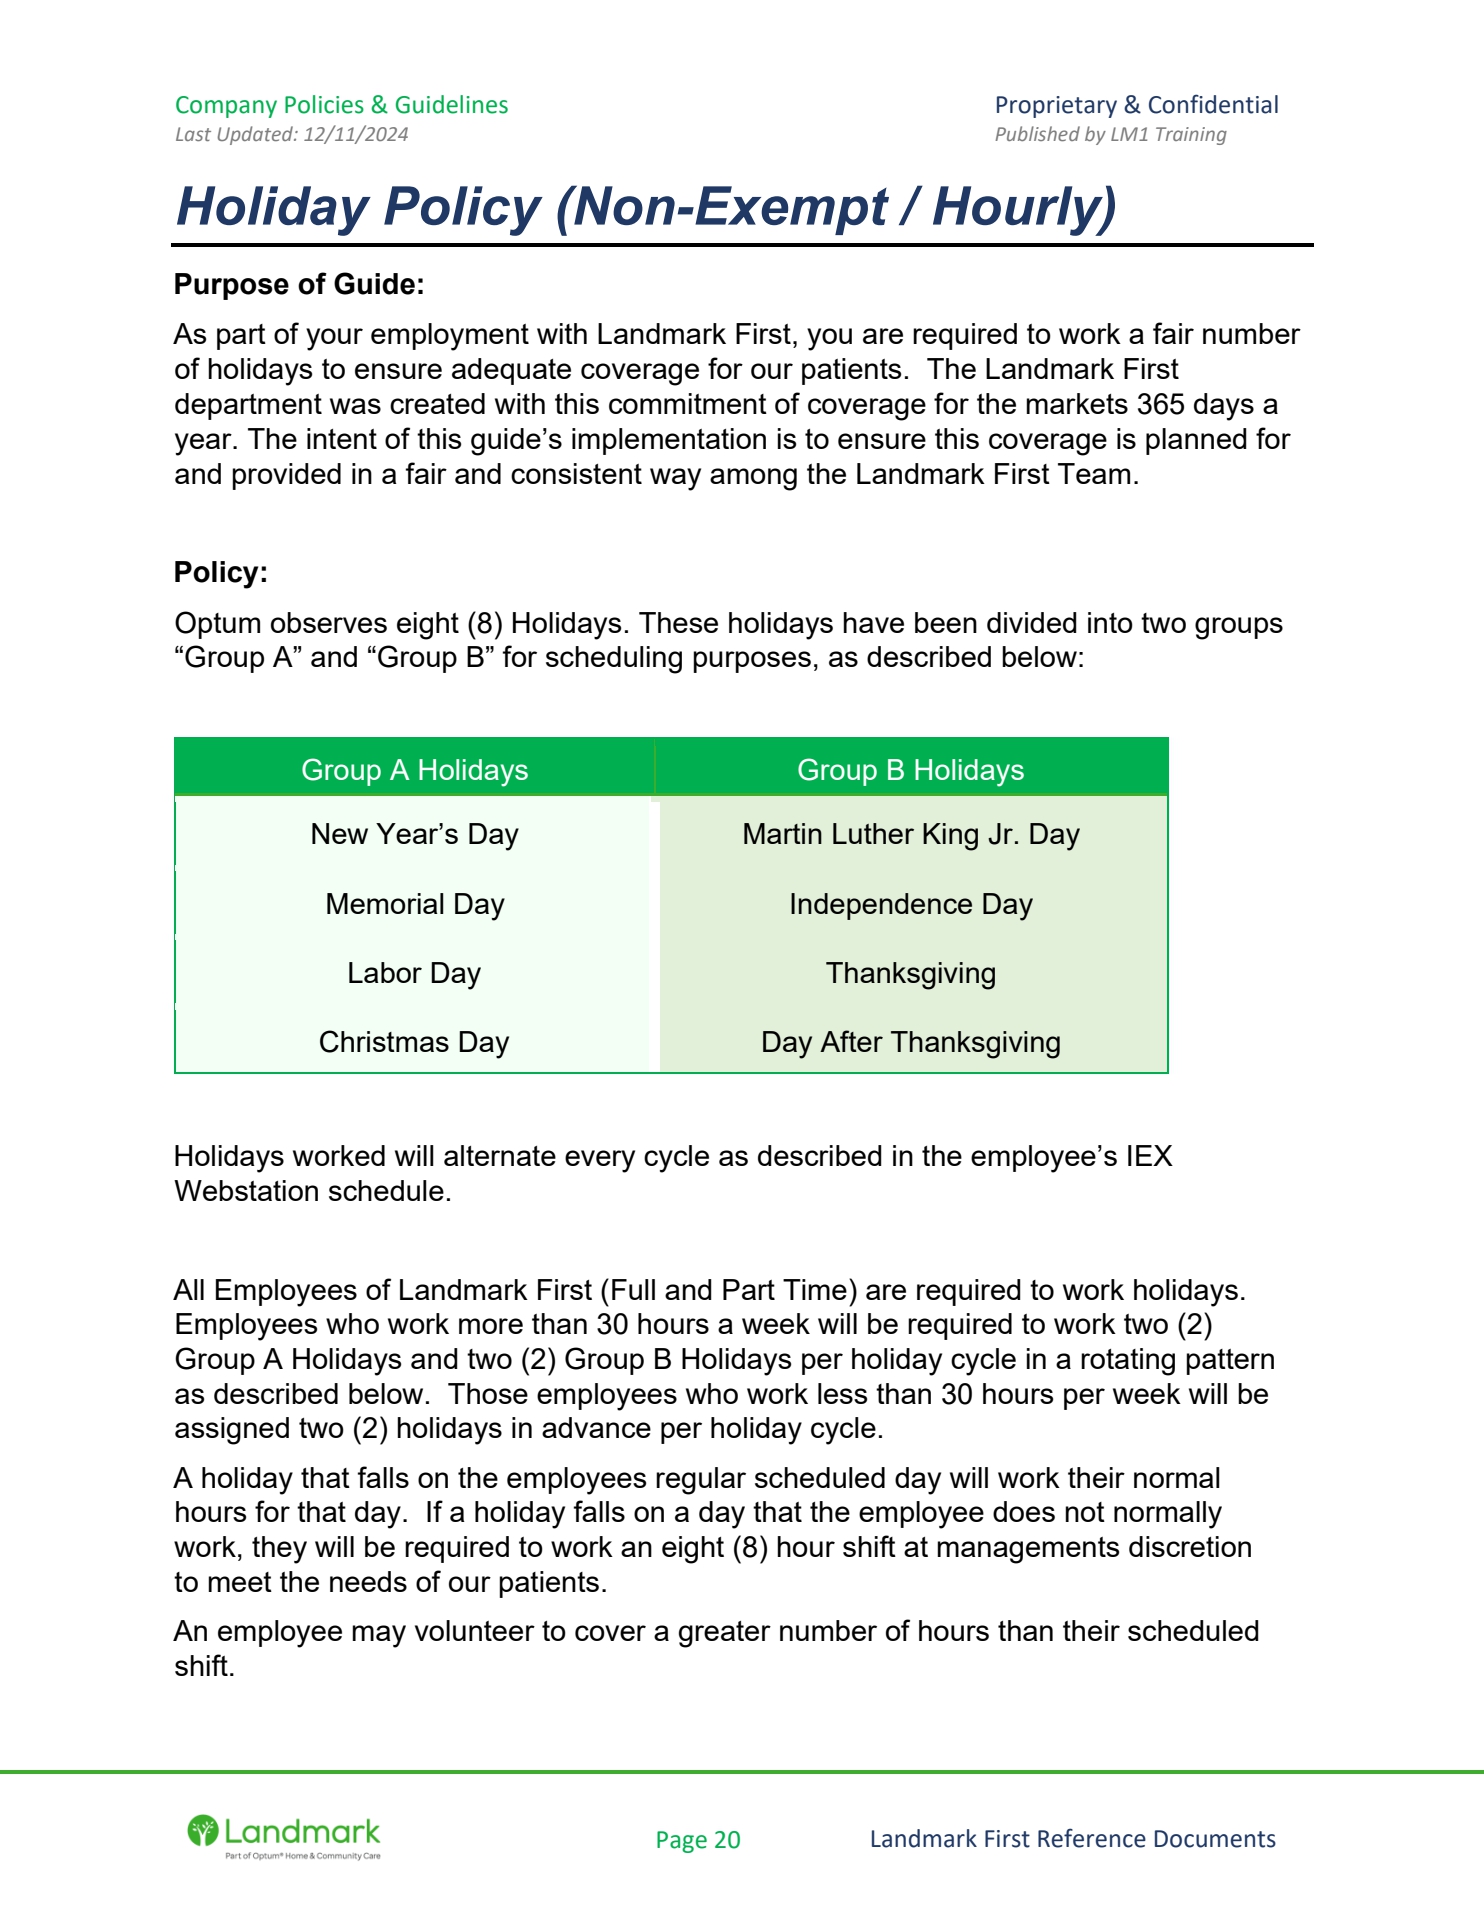 Company Policies & Guidelines
Proprietary & Confidential
Last Updated: 12/11/2024
Published by LM1 Training
Holiday Policy (Non-Exempt / Hourly)
Purpose of Guide:
As part of your employment with Landmark First, you are required to work a fair number
of holidays to ensure adequate coverage for our patients.  The Landmark First
department was created with this commitment of coverage for the markets 365 days a
year. The intent of this guide’s implementation is to ensure this coverage is planned for
and provided in a fair and consistent way among the Landmark First Team.
Policy:
Optum observes eight (8) Holidays. These holidays have been divided into two groups
“Group A” and “Group B” for scheduling purposes, as described below:
Group A Holidays
Group B Holidays
New Year’s Day
Martin Luther King Jr. Day
Memorial Day
Independence Day
Labor Day
Thanksgiving
Christmas Day
Day After Thanksgiving
Holidays worked will alternate every cycle as described in the employee’s IEX
Webstation schedule.
All Employees of Landmark First (Full and Part Time) are required to work holidays.
Employees who work more than 30 hours a week will be required to work two (2)
Group A Holidays and two (2) Group B Holidays per holiday cycle in a rotating pattern
as described below.  Those employees who work less than 30 hours per week will be
assigned two (2) holidays in advance per holiday cycle.
A holiday that falls on the employees regular scheduled day will work their normal
hours for that day.  If a holiday falls on a day that the employee does not normally
work, they will be required to work an eight (8) hour shift at managements discretion
to meet the needs of our patients.
An employee may volunteer to cover a greater number of hours than their scheduled
shift.
Landmark
Part of Optum® Home & Community Care
Page 20
Landmark First Reference Documents